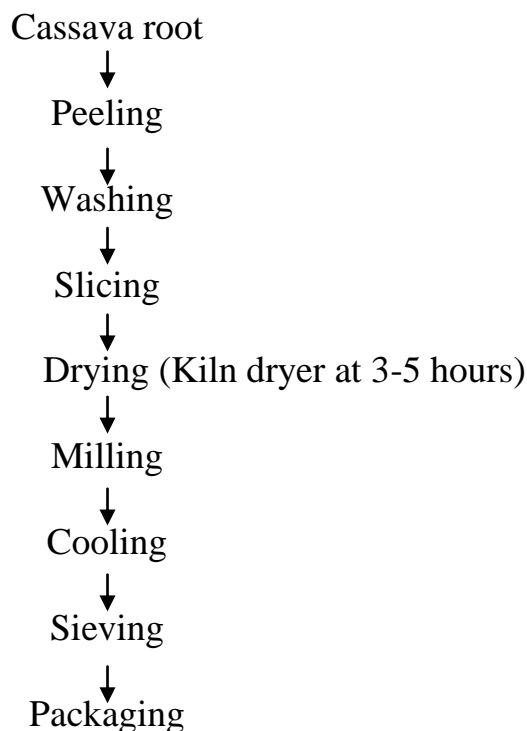 Cassava root
Peeling
Washing
Slicing
Drying (Kiln dryer at 3-5 hours)
Milling
Cooling
Sieving
Packaging